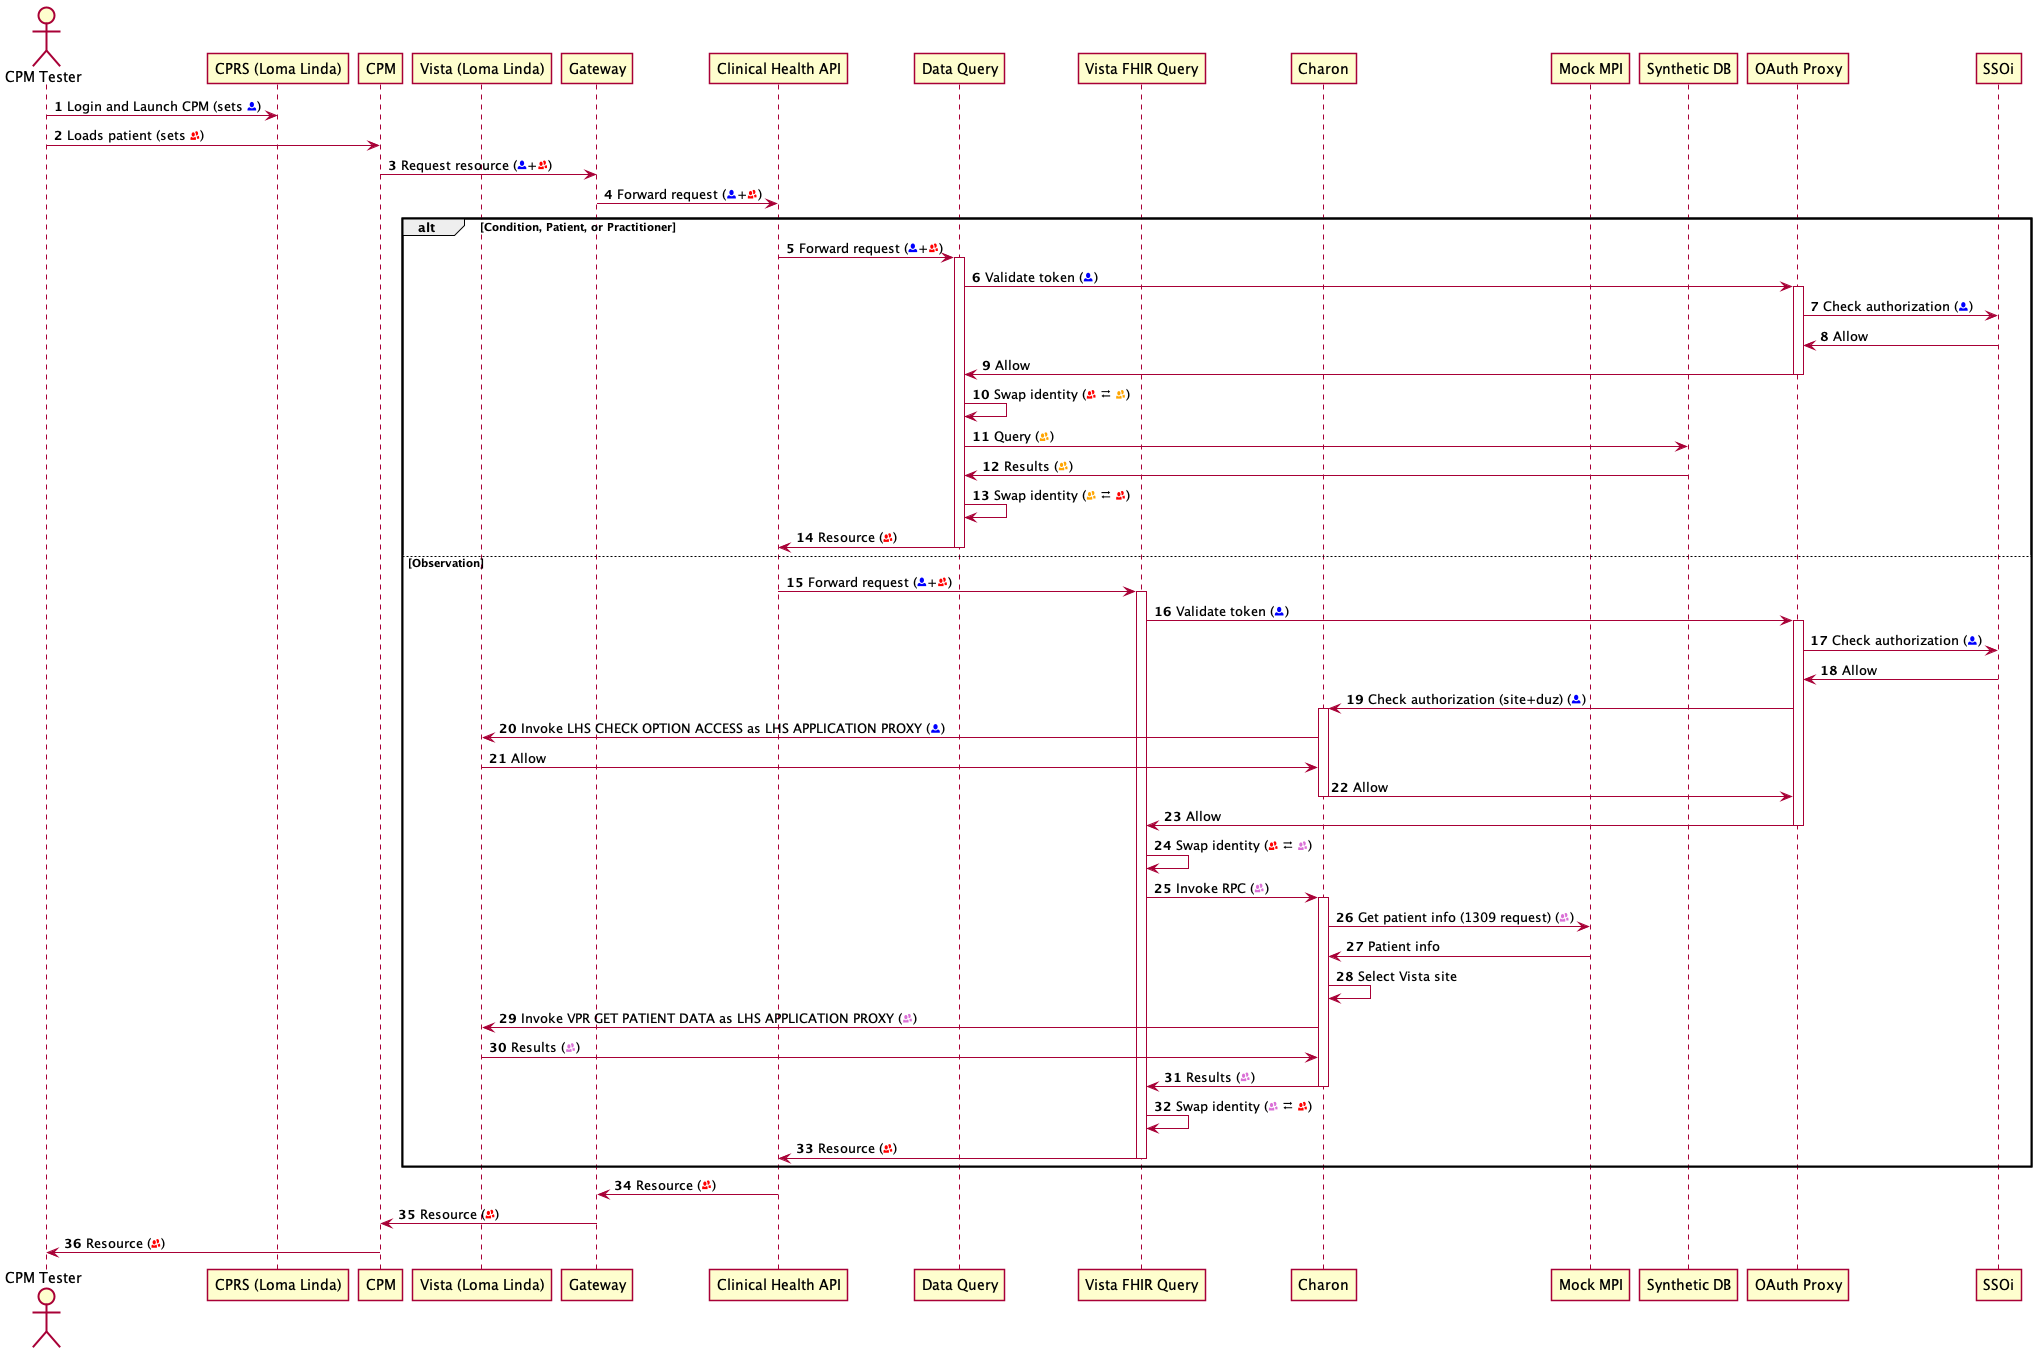 CPM Tester
CPRS (Loma Linda)
CPM
Vista (Loma Linda)
Gateway
Clinical Health API
Data Query
Vista FHIR Query
Charon
Mock MPI
Synthetic DB
OAuth Proxy
SSOi
1 Login and Launch CPM (sets )
2 Loads patient (sets )
3 Request resource ( + )
4 Forward request ( + )
alt [Condition, Patient, or Practitioner]
5 Forward request ( + )
6 Validate token ( )
7 Check authorization ( )
8 Allow
9 Allow
10 Swap identity ( ⇄ )
11 Query ( )
12 Results ( )
13 Swap identity ( ⇄ )
14 Resource ( )
[Observation]
15 Forward request ( + )
16 Validate token ( )
17 Check authorization ( )
18 Allow
19 Check authorization (site+duz) ( )
20 Invoke LHS CHECK OPTION ACCESS as LHS APPLICATION PROXY ( )
21 Allow
22 Allow
23 Allow
24 Swap identity ( ⇄ )
25 Invoke RPC ( )
26 Get patient info (1309 request) ( )
27 Patient info
28 Select Vista site
29 Invoke VPR GET PATIENT DATA as LHS APPLICATION PROXY ( )
30 Results ( )
31 Results ( )
32 Swap identity ( ⇄ )
33 Resource ( )
34 Resource ( )
35 Resource ( )
36 Resource ( )
CPM Tester
CPRS (Loma Linda)
CPM
Vista (Loma Linda)
Gateway
Clinical Health API
Data Query
Vista FHIR Query
Charon
Mock MPI
Synthetic DB
OAuth Proxy
SSOi